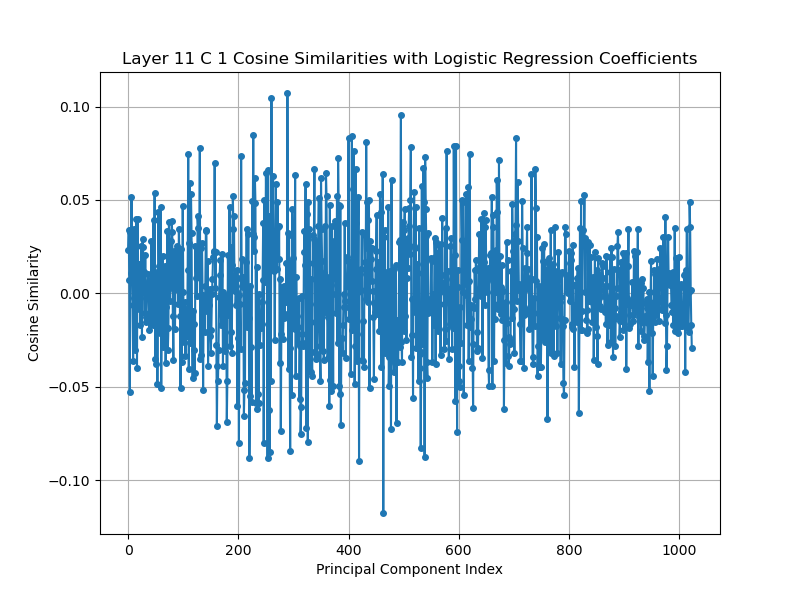 Layer 11 C 1 Cosine Similarities with Logistic Regression Coefficients
0.10
0.05
0.00
−0.05
−0.10
Cosine Similarity
0 200 400 600 800 1000
Principal Component Index